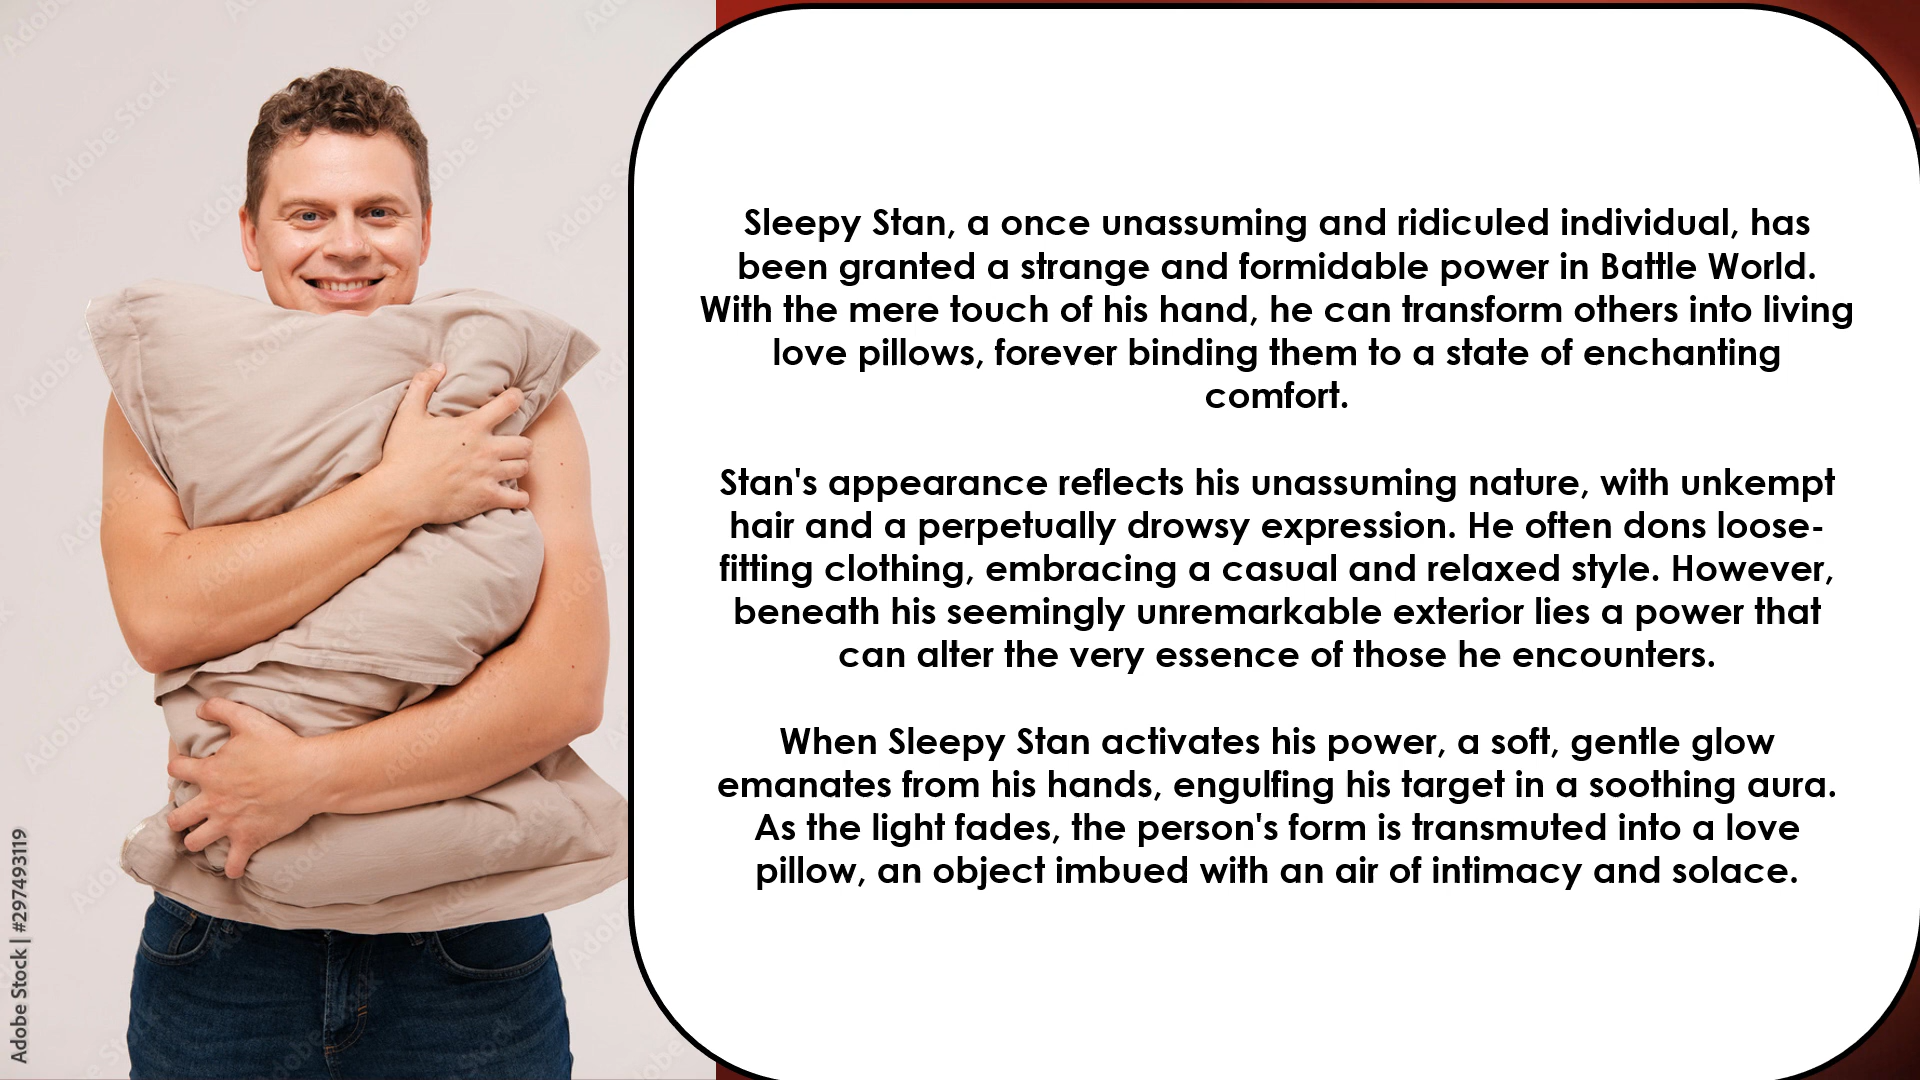 Sleepy Stan, a once unassuming and ridiculed individual, has
been granted a strange and formidable power in Battle World.
With the mere touch of his hand, he can transform others into living
love pillows, forever binding them to a state of enchanting
comfort.
Stan's appearance reflects his unassuming nature, with unkempt
hair and a perpetually drowsy expression. He often dons loose-
fitting clothing, embracing a casual and relaxed style. However,
beneath his seemingly unremarkable exterior lies a power that
can alter the very essence of those he encounters.
When Sleepy Stan activates his power, a soft, gentle glow
emanates from his hands, engulfing his target in a soothing aura.
As the light fades, the person's form is transmuted into a love
pillow, an object imbued with an air of intimacy and solace.
Adobe Stock | #297493119
Adobe Stock